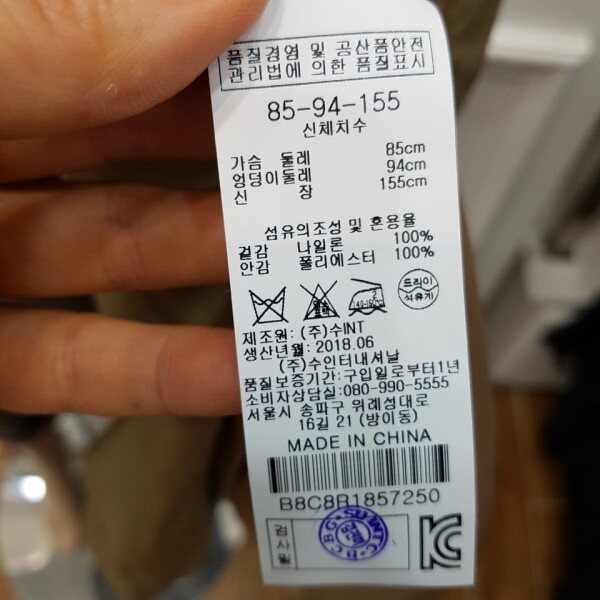 품질경영 및 공산품안전
관리법에 의한 품질표시
85-94-155
신체치수
가슴 둘레 85cm
엉덩이둘레 94cm
신 장 155cm
섬유의조성 및 혼용율
겉감 나일론 100%
안감 폴리에스터 100%
드라이
석유계
제조원: (주)수INT
생산년월: 2018.06
(주)수인터내셔날
품질보증기간:구입일로부터1년
소비자상담실:080-990-5555
서울시 송파구 위례성대로
16길 21 (방이동)
MADE IN CHINA
B8C8R1857250
검사필